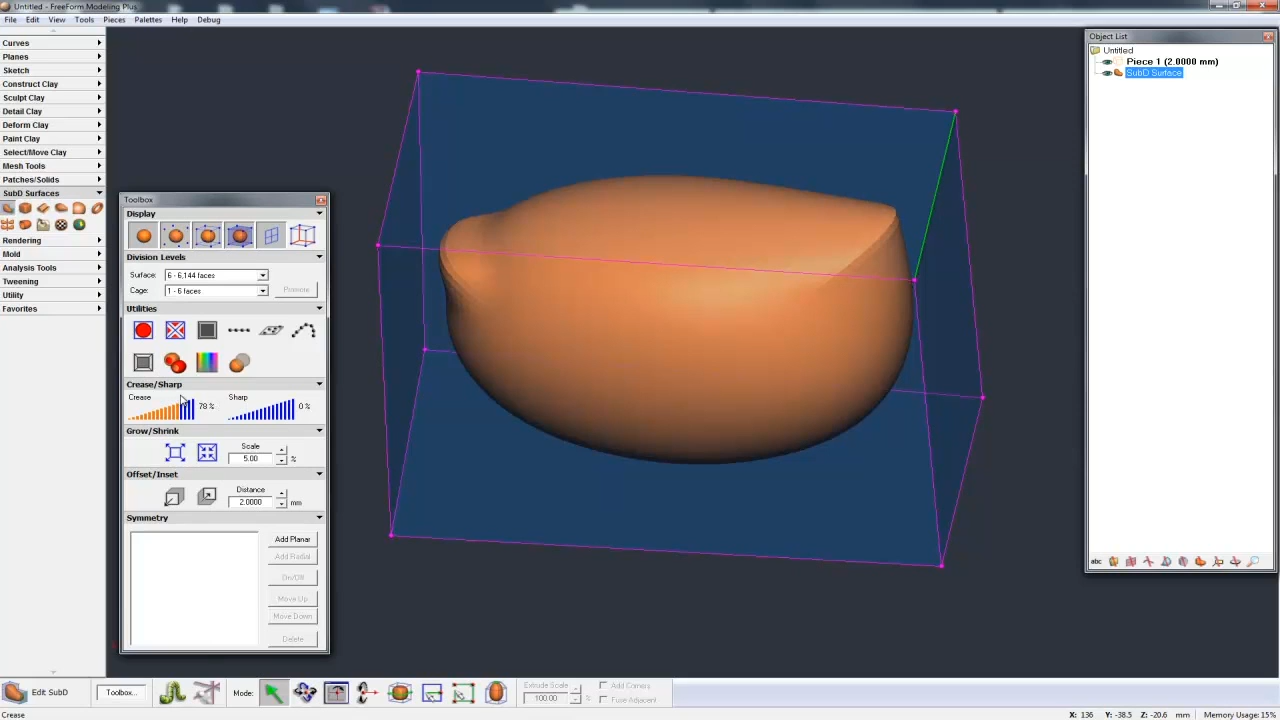 Untitled - FreeForm Modeling Plus
File Edit View Tools Pieces Palettes Help Debug
Curves
Planes
Sketch
Construct Clay
Sculpt Clay
Detail Clay
Deform Clay
Paint Clay
Select/Move Clay
Mesh Tools
Patches/Solids
SubD Surfaces
Rendering
Mold
Analysis Tools
Tweening
Utility
Favorites
Toolbox
Display
Division Levels
Surface: 6 - 6,144 faces
Cage: 1 - 6 faces Promote
Utilities
Crease/Sharp
Crease Sharp
78 % 0 %
Grow/Shrink
Scale
5.00 %
Offset/Inset
Distance
2.0000 mm
Symmetry
Add Planar
Add Radial
On/Off
Move Up
Move Down
Delete
Object List
Untitled
Piece 1 (2.0000 mm)
SubD Surface
abc
Edit SubD Toolbox... Mode: Extrude Scale Add Corners
100.00 % Fuse Adjacent
Crease X: 136 Y: -38.5 Z: -20.6 mm Memory Usage: 15%